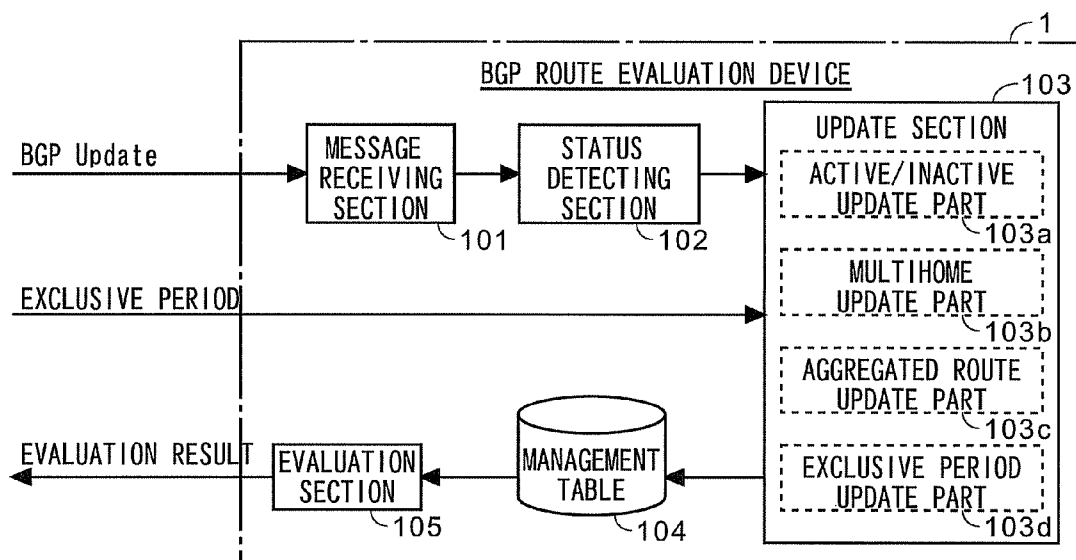 1
BGP ROUTE EVALUATION DEVICE
103
BGP Update
MESSAGE
RECEIVING
SECTION
101
STATUS
DETECTING
SECTION
102
UPDATE SECTION
ACTIVE/INACTIVE
UPDATE PART
103a
EXCLUSIVE PERIOD
MULTIHOME
UPDATE PART
103b
AGGREGATED ROUTE
UPDATE PART
103c
EVALUATION RESULT
EVALUATION
SECTION
105
MANAGEMENT
TABLE
104
EXCLUSIVE PERIOD
UPDATE PART
103d